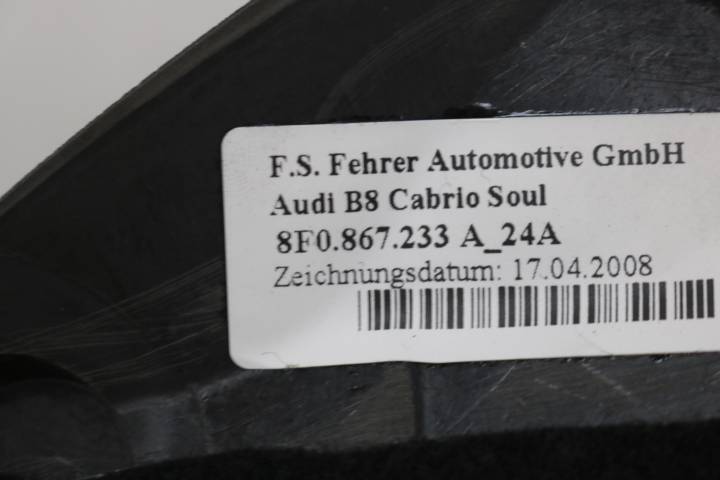 F.S. Fehrer Automotive GmbH
Audi B8 Cabrio Soul
8F0.867.233 A_24A
Zeichnungsdatum: 17.04.2008